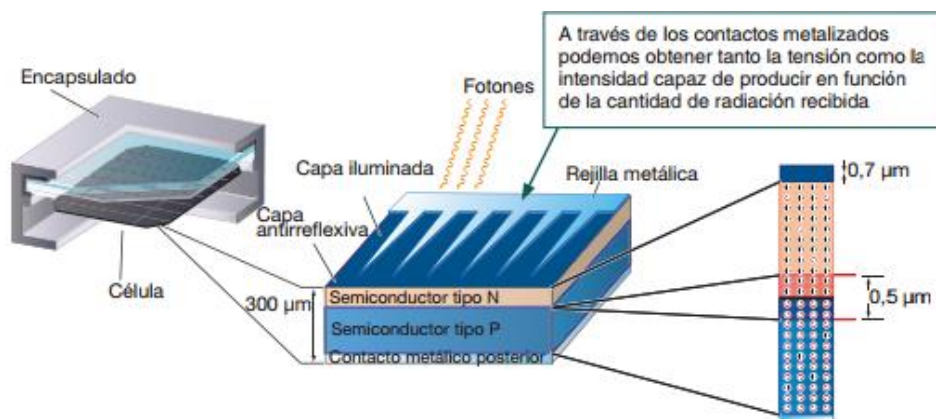 A través de los contactos metalizados
podemos obtener tanto la tensión como la
intensidad capaz de producir en función
de la cantidad de radiación recibida
Encapsulado
Fotones
Capa iluminada
Rejilla metálica
0,7 µm
Capa
antirreflexiva
Célula
300 µm
Semiconductor tipo N
0,5 µm
Semiconductor tipo P
Contacto metálico posterior